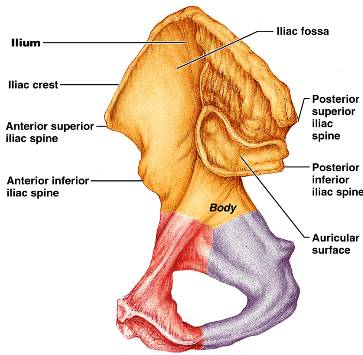 Ilium
Iliac fossa
Iliac crest
Anterior superior
iliac spine
Anterior inferior
iliac spine
Body
Posterior
superior
iliac
spine
Posterior
inferior
iliac spine
Auricular
surface